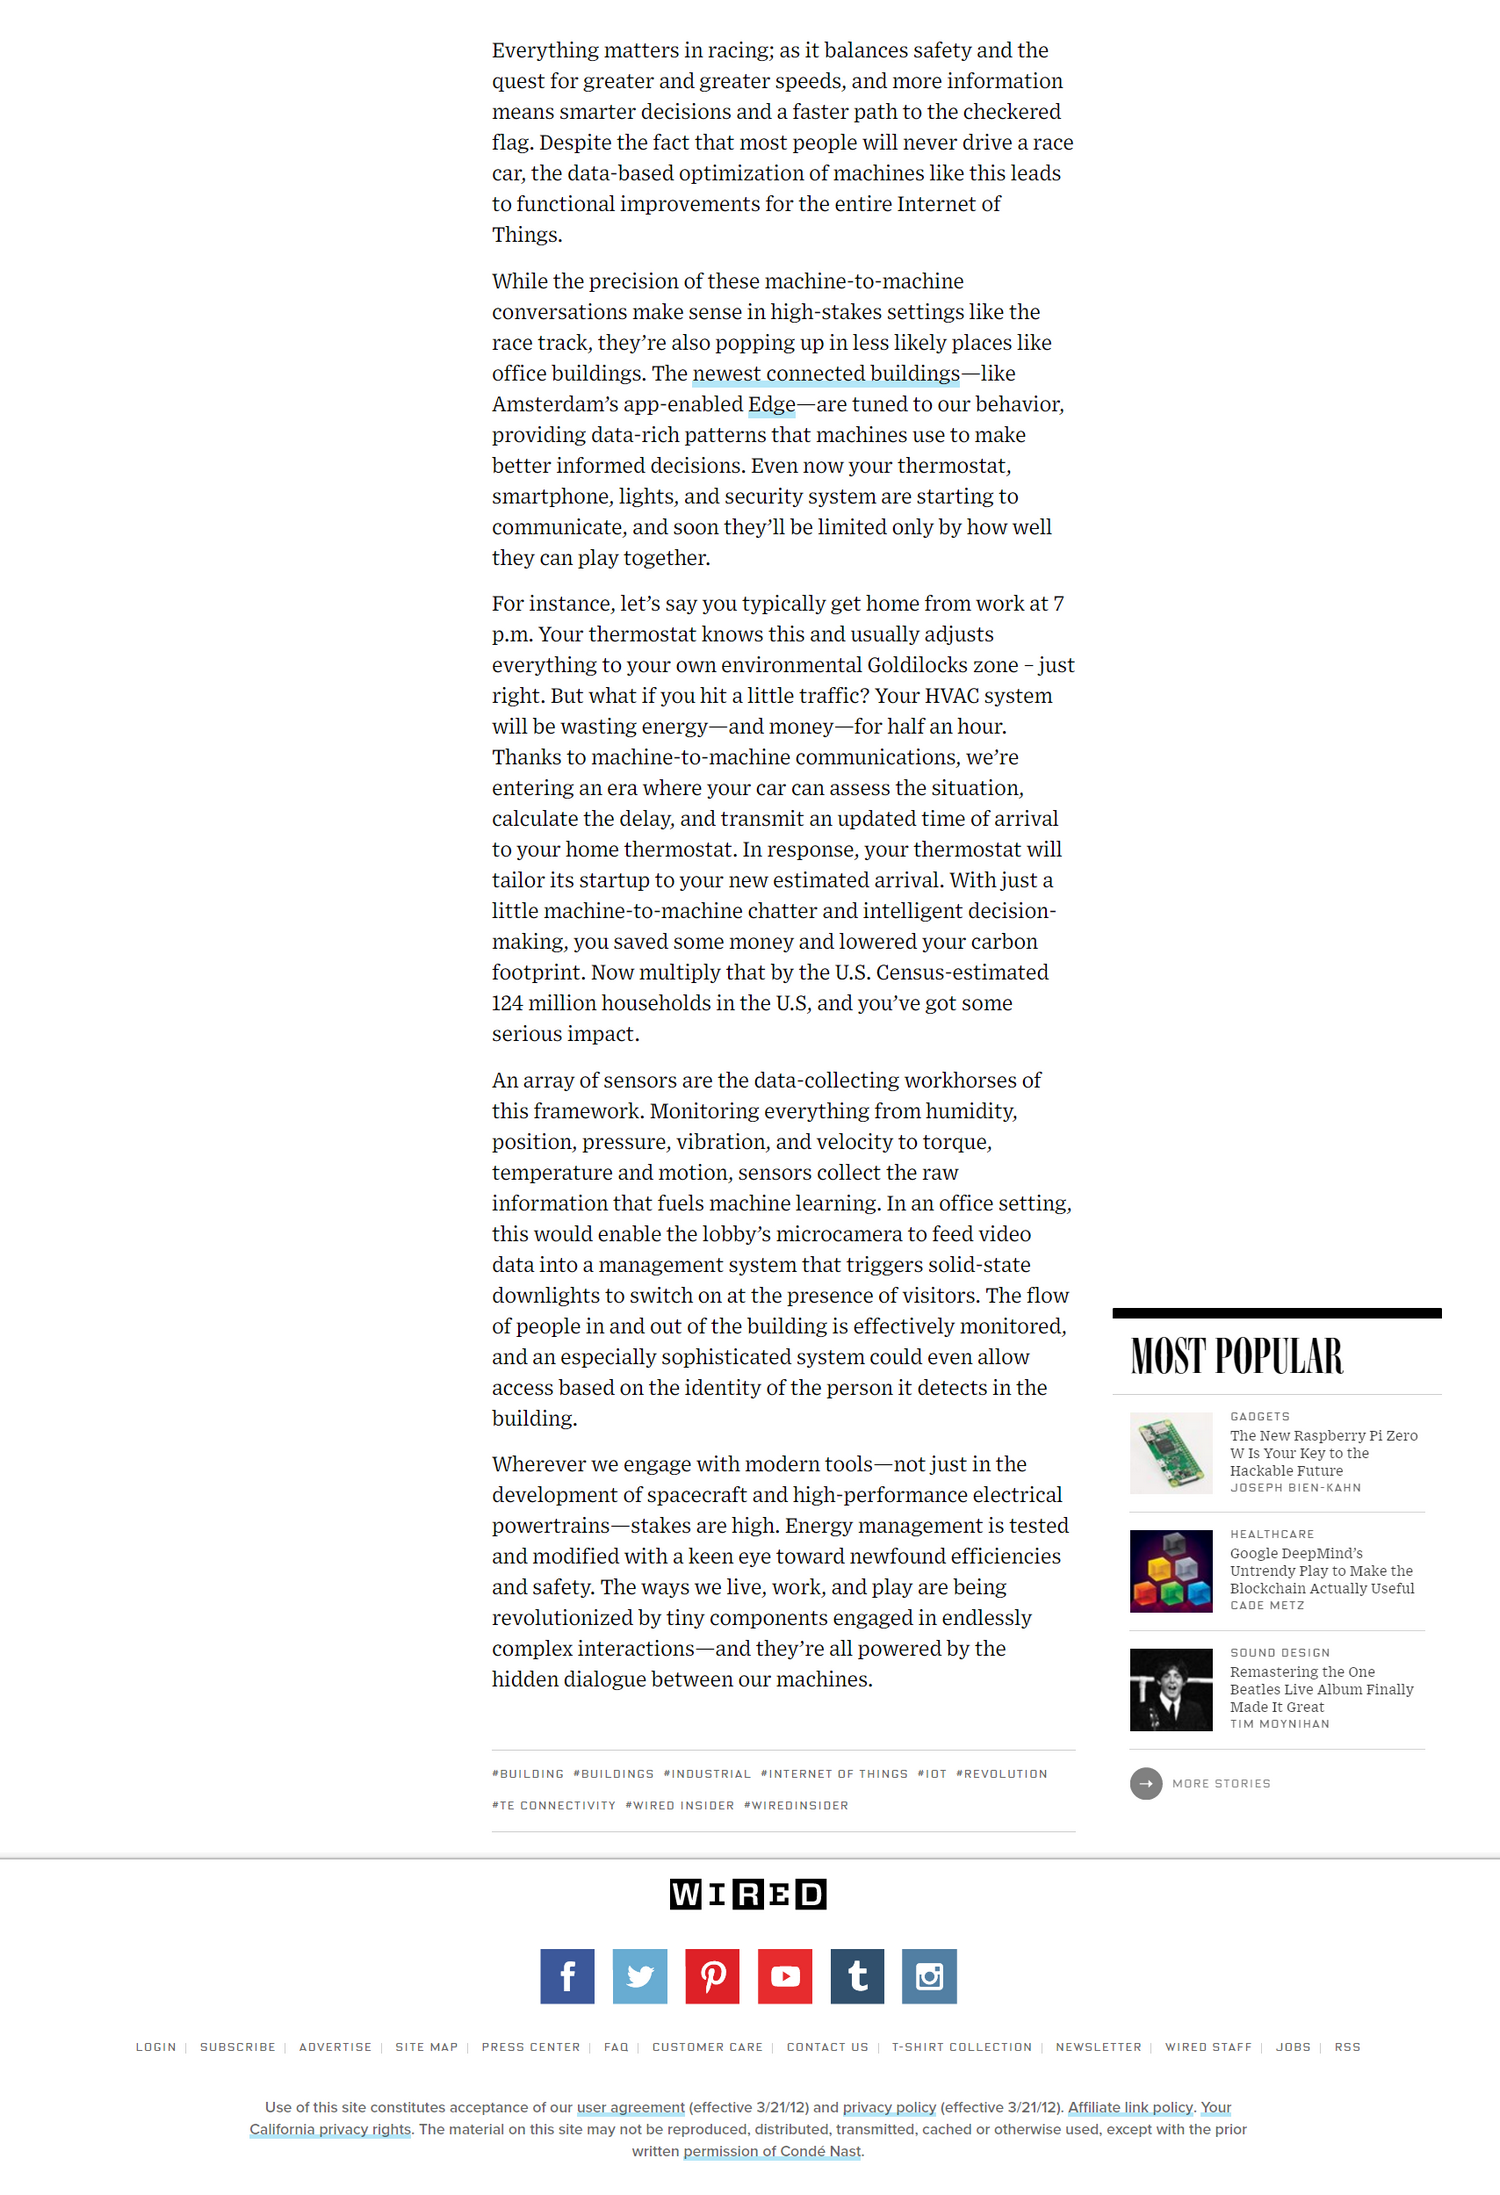 Everything matters in racing; as it balances safety and the
quest for greater and greater speeds, and more information
means smarter decisions and a faster path to the checkered
flag. Despite the fact that most people will never drive a race
car, the data-based optimization of machines like this leads
to functional improvements for the entire Internet of
Things.
While the precision of these machine-to-machine
conversations make sense in high-stakes settings like the
race track, they’re also popping up in less likely places like
office buildings. The newest connected buildings—like
Amsterdam’s app-enabled Edge—are tuned to our behavior,
providing data-rich patterns that machines use to make
better informed decisions. Even now your thermostat,
smartphone, lights, and security system are starting to
communicate, and soon they’ll be limited only by how well
they can play together.
For instance, let’s say you typically get home from work at 7
p.m. Your thermostat knows this and usually adjusts
everything to your own environmental Goldilocks zone – just
right. But what if you hit a little traffic? Your HVAC system
will be wasting energy—and money—for half an hour.
Thanks to machine-to-machine communications, we’re
entering an era where your car can assess the situation,
calculate the delay, and transmit an updated time of arrival
to your home thermostat. In response, your thermostat will
tailor its startup to your new estimated arrival. With just a
little machine-to-machine chatter and intelligent decision-
making, you saved some money and lowered your carbon
footprint. Now multiply that by the U.S. Census-estimated
124 million households in the U.S, and you’ve got some
serious impact.
An array of sensors are the data-collecting workhorses of
this framework. Monitoring everything from humidity,
position, pressure, vibration, and velocity to torque,
temperature and motion, sensors collect the raw
information that fuels machine learning. In an office setting,
this would enable the lobby’s microcamera to feed video
data into a management system that triggers solid-state
downlights to switch on at the presence of visitors. The flow
of people in and out of the building is effectively monitored,
and an especially sophisticated system could even allow
access based on the identity of the person it detects in the
building.
Wherever we engage with modern tools—not just in the
development of spacecraft and high-performance electrical
powertrains—stakes are high. Energy management is tested
and modified with a keen eye toward newfound efficiencies
and safety. The ways we live, work, and play are being
revolutionized by tiny components engaged in endlessly
complex interactions—and they’re all powered by the
hidden dialogue between our machines.
#BUILDING #BUILDINGS #INDUSTRIAL #INTERNET OF THINGS #IOT #REVOLUTION
#TE CONNECTIVITY #WIRED INSIDER #WIREDINSIDER
MOST POPULAR
GADGETS
The New Raspberry Pi Zero
W Is Your Key to the
Hackable Future
JOSEPH BIEN-KAHN
HEALTHCARE
Google DeepMind’s
Untrendy Play to Make the
Blockchain Actually Useful
CADE METZ
SOUND DESIGN
Remastering the One
Beatles Live Album Finally
Made It Great
TIM MOYNIHAN
MORE STORIES
WIRED
LOGIN | SUBSCRIBE | ADVERTISE | SITE MAP | PRESS CENTER | FAQ | CUSTOMER CARE | CONTACT US | T-SHIRT COLLECTION | NEWSLETTER | WIRED STAFF | JOBS | RSS
Use of this site constitutes acceptance of our user agreement (effective 3/21/12) and privacy policy (effective 3/21/12). Affiliate link policy. Your
California privacy rights. The material on this site may not be reproduced, distributed, transmitted, cached or otherwise used, except with the prior
written permission of Condé Nast.